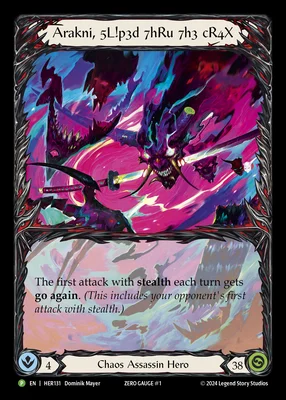 Arakni, 5L!p3d 7hRu 7h3 cR4X
The first attack with stealth each turn gets
go again. (This includes your opponent's first
attack with stealth.)
4
Chaos Assassin Hero
38
P EN | HER131 Dominik Mayer
ZERO GAUGE #1
© 2024 Legend Story Studios